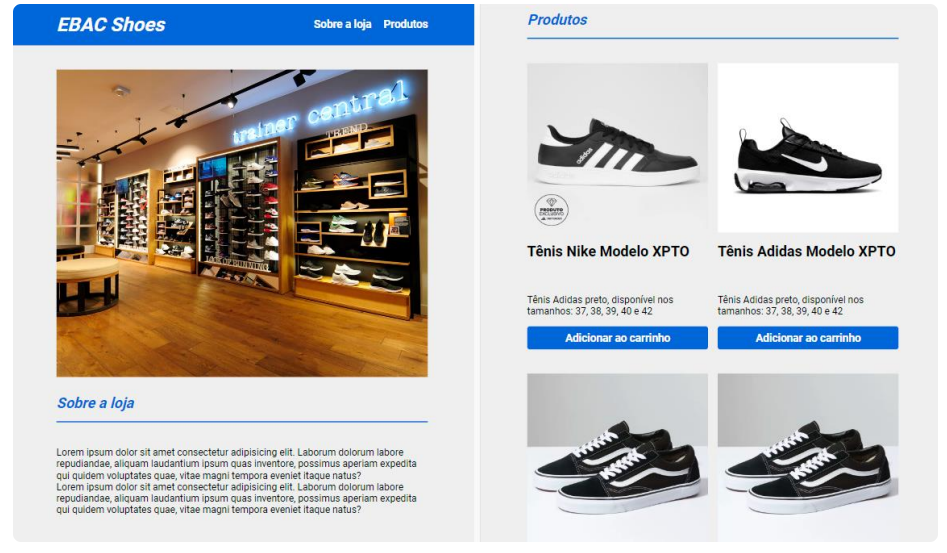 EBAC Shoes
Sobre a loja
Produtos
trainer central
TREND
Sobre a loja
Lorem ipsum dolor sit amet consectetur adipisicing elit. Laborum dolorum labore
repudiandae, aliquam laudantium ipsum quas inventore, possimus aperiam expedita
qui quidem voluptates quae, vitae magni tempora eveniet itaque natus?
Lorem ipsum dolor sit amet consectetur adipisicing elit. Laborum dolorum labore
repudiandae, aliquam laudantium ipsum quas inventore, possimus aperiam expedita
qui quidem voluptates quae, vitae magni tempora eveniet itaque natus?
Produtos
adidas
PRODUTO
EXCLUSIVO
Tênis Nike Modelo XPTO
Tênis Adidas preto, disponível nos
tamanhos: 37, 38, 39, 40 e 42
Adicionar ao carrinho
Tênis Adidas Modelo XPTO
Tênis Adidas preto, disponível nos
tamanhos: 37, 38, 39, 40 e 42
Adicionar ao carrinho